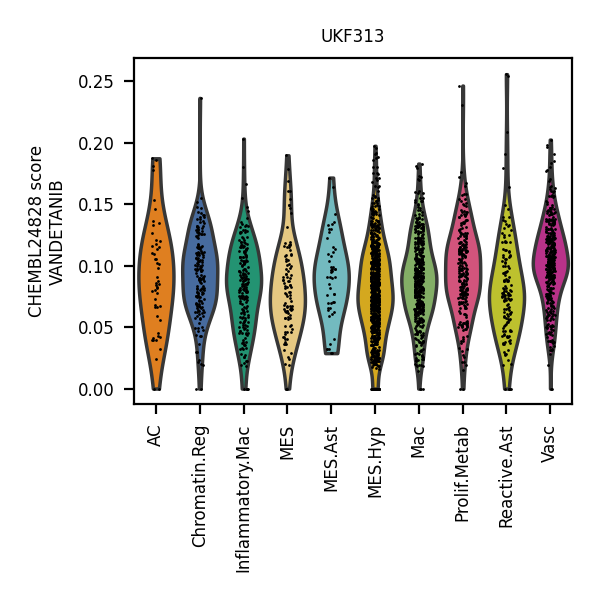 UKF313
CHEMBL24828 score
VANDETANIB
0.25
0.20
0.15
0.10
0.05
0.00
AC
Chromatin.Reg
Inflammatory.Mac
MES
MES.Ast
MES.Hyp
Mac
Prolif.Metab
Reactive.Ast
Vasc